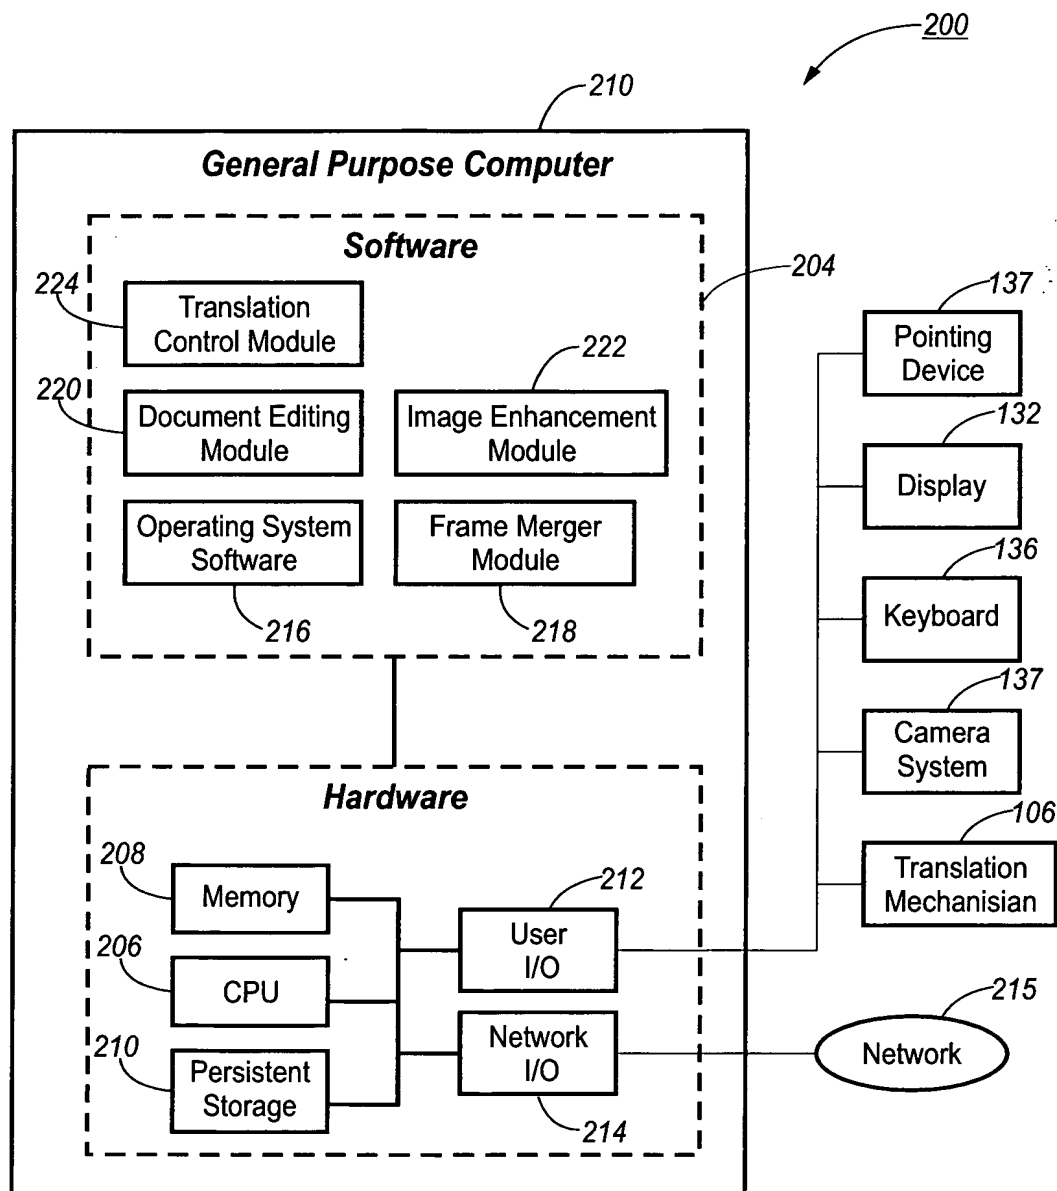 200
210
General Purpose Computer
Software
204
224
Translation
Control Module
222
220
Document Editing
Module
Image Enhancement
Module
Operating System
Software
Frame Merger
Module
216
218
137
Pointing
Device
132
Display
136
Keyboard
137
Camera
System
106
Translation
Mechanisian
Hardware
208
Memory
212
User
I/O
206
CPU
210
Persistent
Storage
Network
I/O
214
215
Network